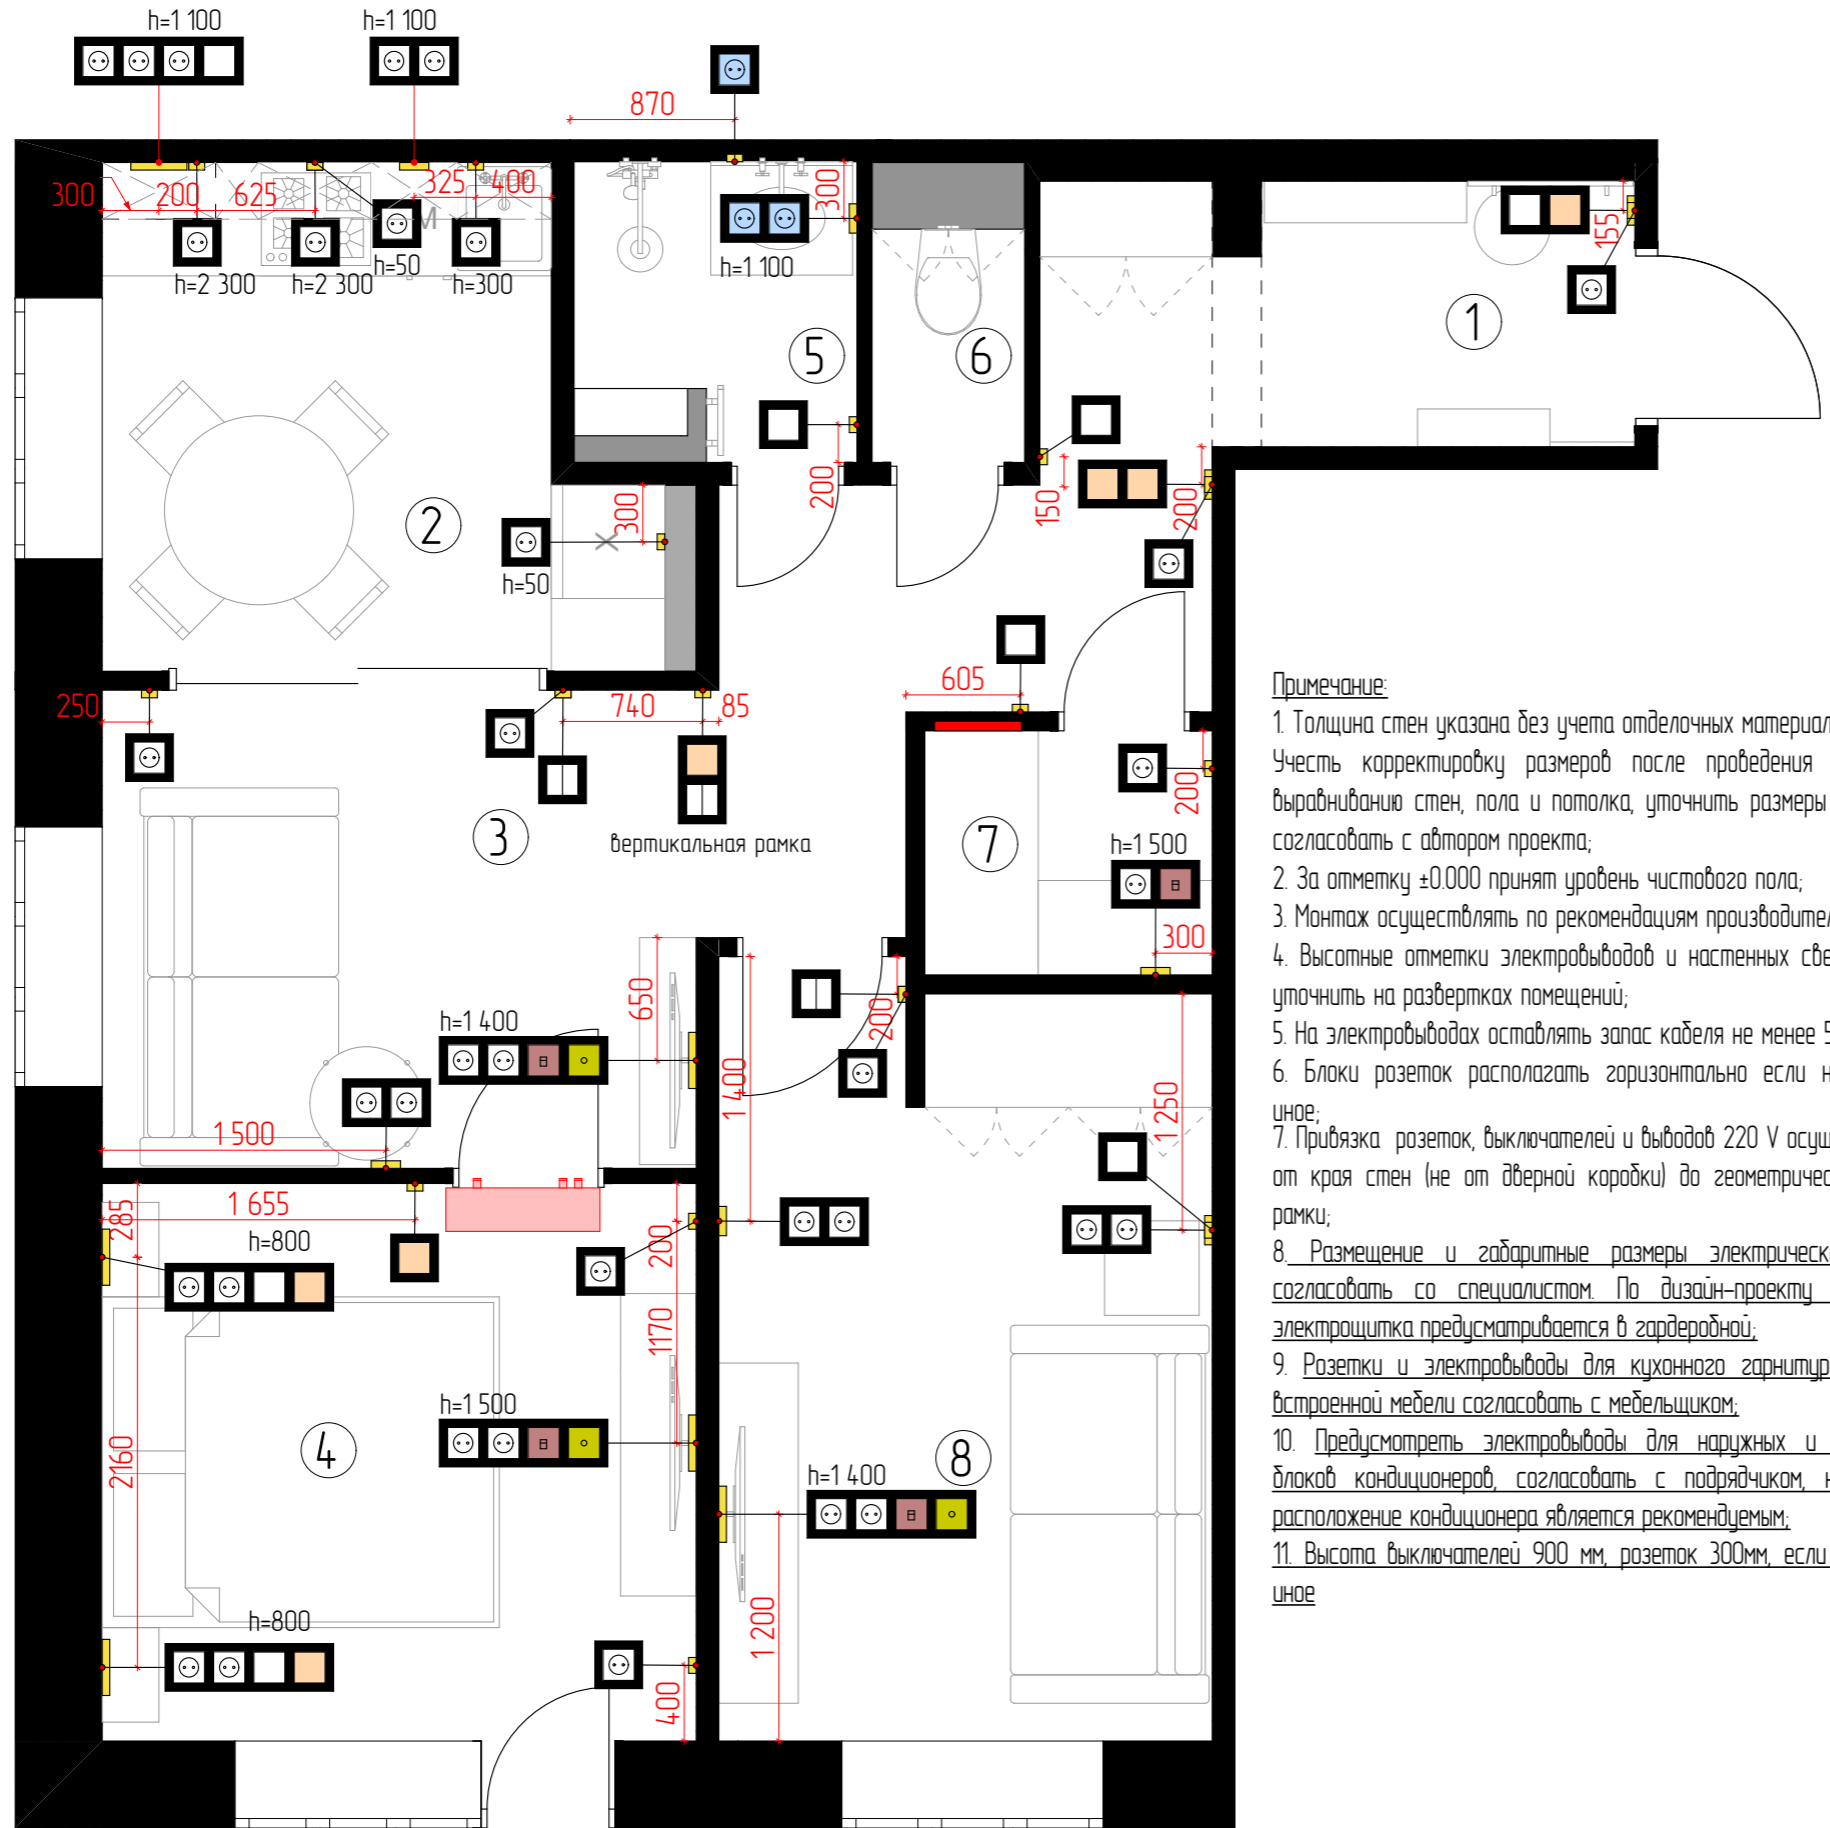 h=1 100
h=1 100
870
300
200
625
325
400
300
155
М
h=2 300
h=2 300
h=50
h=300
h=1 100
1
5
6
2
200
150
200
300
X
h=50
605
250
740
85
вертикальная рамка
3
200
7
h=1 500
300
650
h=1 400
200
1 400
1 250
1 500
285
1 655
h=800
200
1170
h=1 500
4
2160
h=1 400
8
h=800
1 200
400
Примечание:
1. Толщина стен указана без учета отделочных материал
Учесть корректировку размеров после проведения
выравниванию стен, пола и потолка, уточнить размеры
согласовать с автором проекта;
2. За отметку ±0.000 принят уровень чистового пола;
3. Монтаж осуществлять по рекомендациям производител
4. Высотные отметки электровыводов и настенных све
уточнить на развертках помещений;
5. На электровыводах оставлять запас кабеля не менее 5
6. Блоки розеток располагать горизонтально если н
иное;
7. Привязка розеток, выключателей и выводов 220 V осущ
от края стен (не от дверной коробки) до геометричес
рамки;
8. Размещение и габаритные размеры электрическо
согласовать со специалистом. По дизайн-проекту
электрощитка предусматривается в гардеробной;
9. Розетки и электровыводы для кухонного гарнитур
встроенной мебели согласовать с мебельщиком;
10. Предусмотреть электровыводы для наружных и
блоков кондиционеров, согласовать с подрядчиком, н
расположение кондиционера является рекомендуемым;
11. Высота выключателей 900 мм, розеток 300мм, если
иное